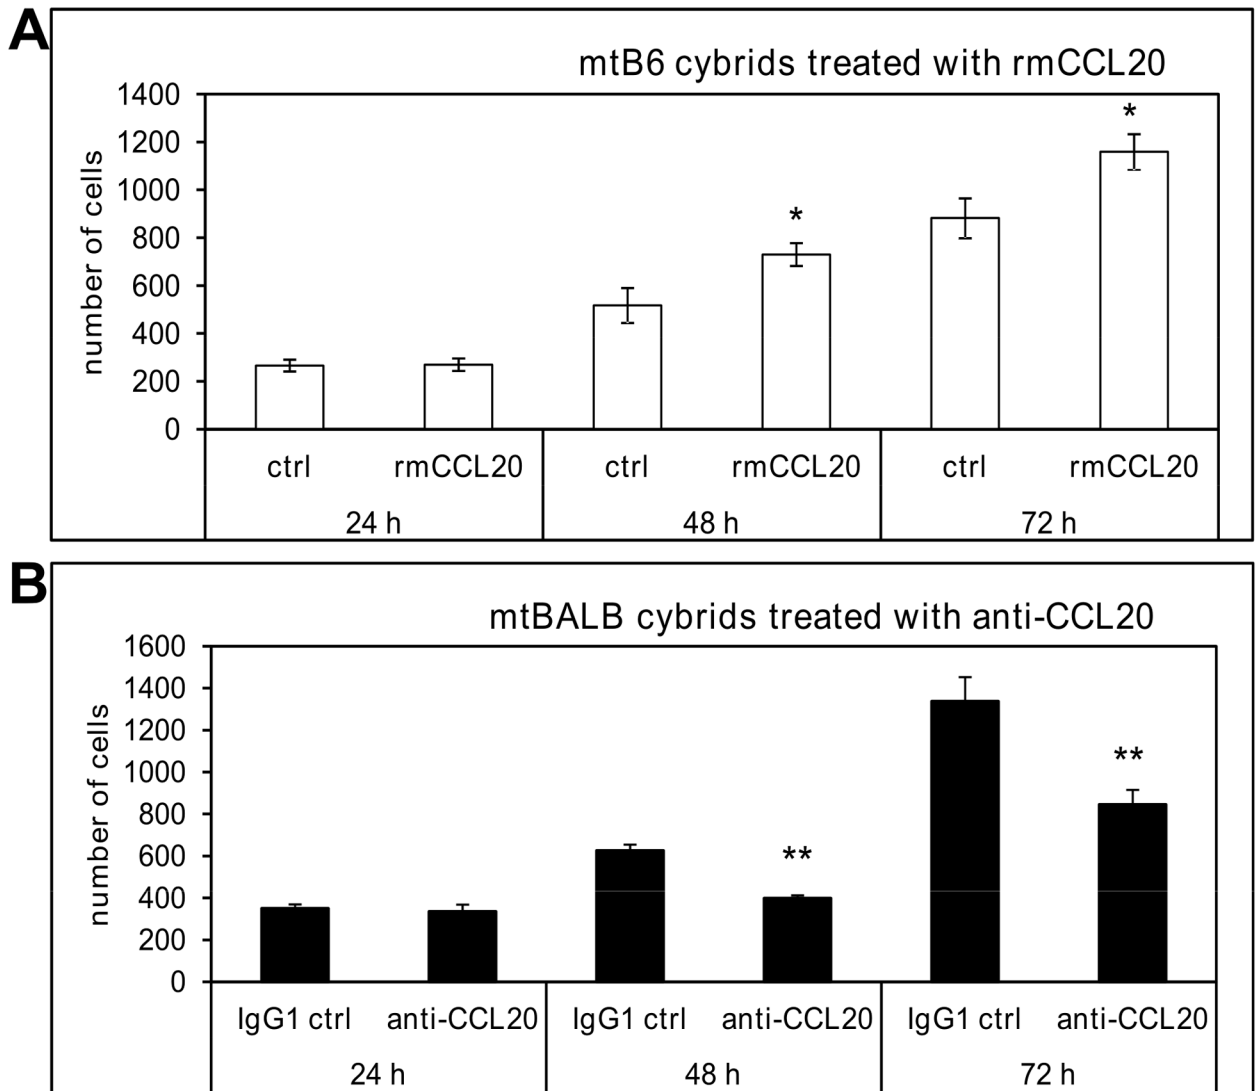 A
mtB6 cybrids treated with rmCCL20
number of cells
1400
1200
1000
800
600
400
200
0
*
*
ctrl rmCCL20 ctrl rmCCL20 ctrl rmCCL20
24 h 48 h 72 h
B
mtBALB cybrids treated with anti-CCL20
number of cells
1600
1400
1200
1000
800
600
400
200
0
**
**
IgG1 ctrl anti-CCL20 IgG1 ctrl anti-CCL20 IgG1 ctrl anti-CCL20
24 h 48 h 72 h